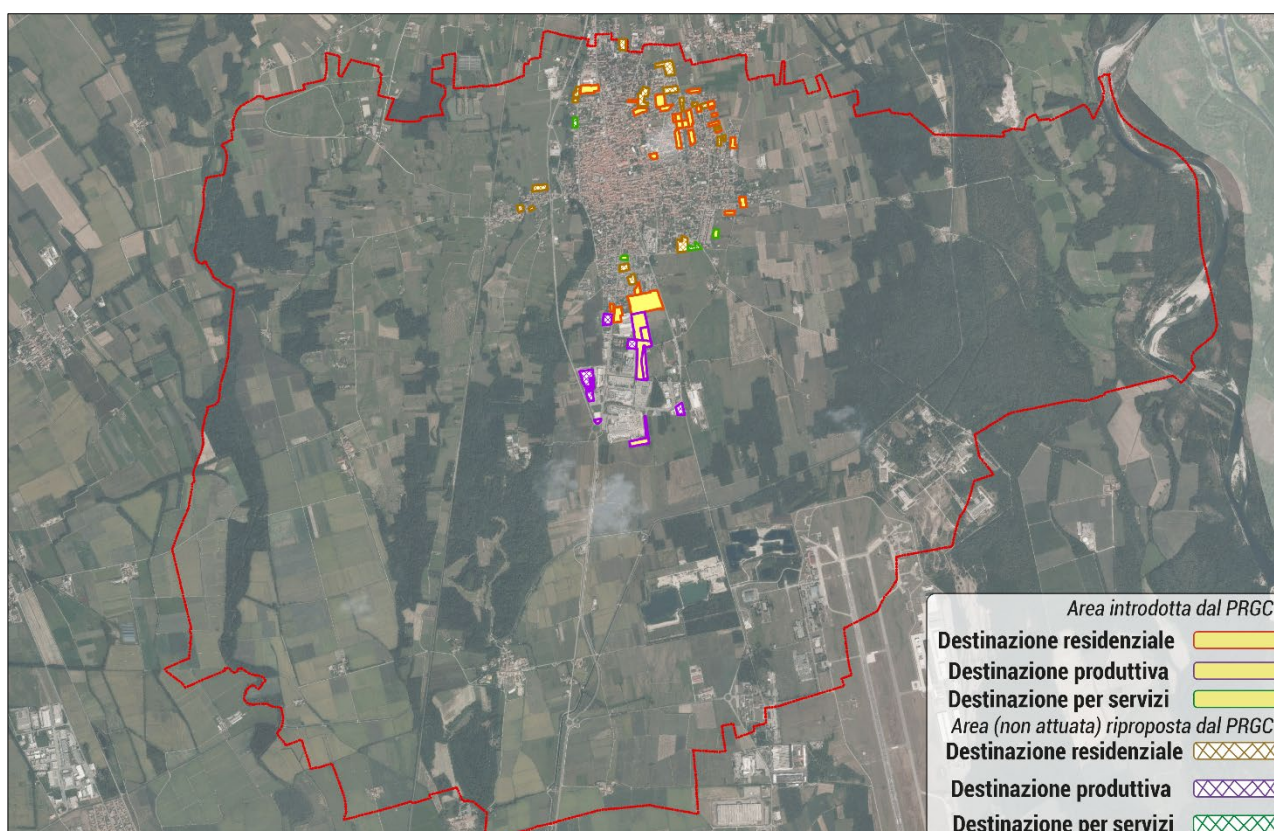 Area introdotta dal PRGC
Destinazione residenziale
Destinazione produttiva
Destinazione per servizi
Area (non attuata) riproposta dal PRGC
Destinazione residenziale
Destinazione produttiva
Destinazione per servizi